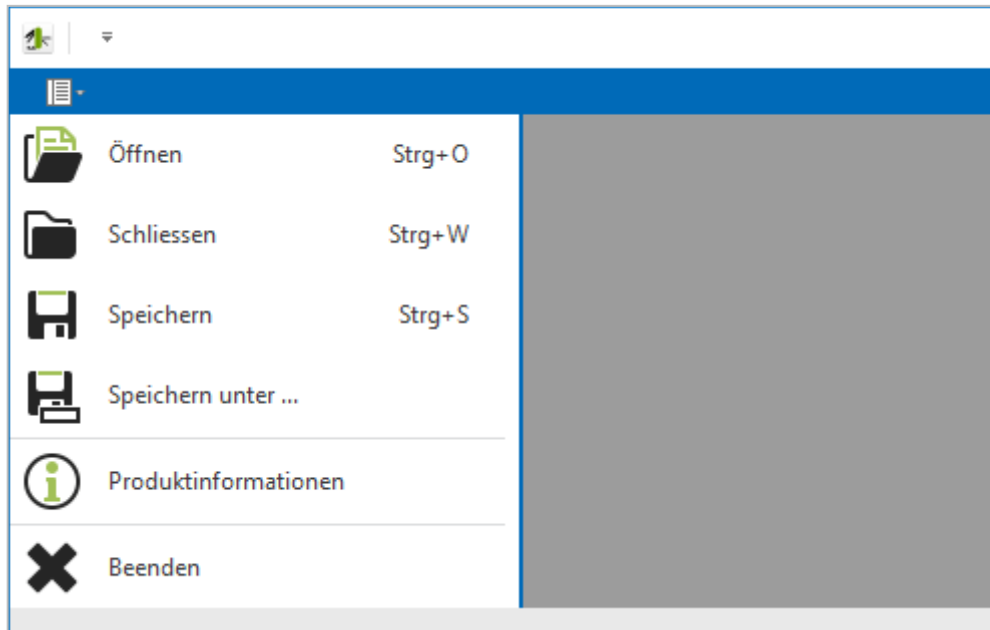 Öffnen Strg+O
Schliessen Strg+W
Speichern Strg+S
Speichern unter ...
Produktinformationen
Beenden